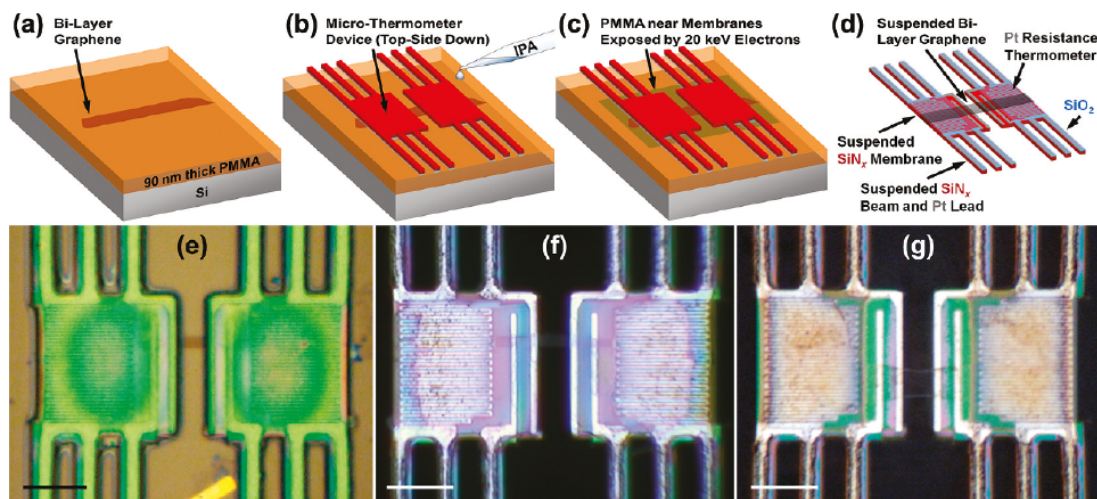 (a)
Bi-Layer
Graphene
90 nm thick PMMA
Si
(b)
Micro-Thermometer
Device (Top-Side Down)
IPA
(c)
PMMA near Membranes
Exposed by 20 keV Electrons
(d)
Suspended Bi-
Layer Graphene
Pt Resistance
Thermometer
SiO2
Suspended
SiNx Membrane
Suspended SiNx
Beam and Pt Lead
(e)
(f)
(g)